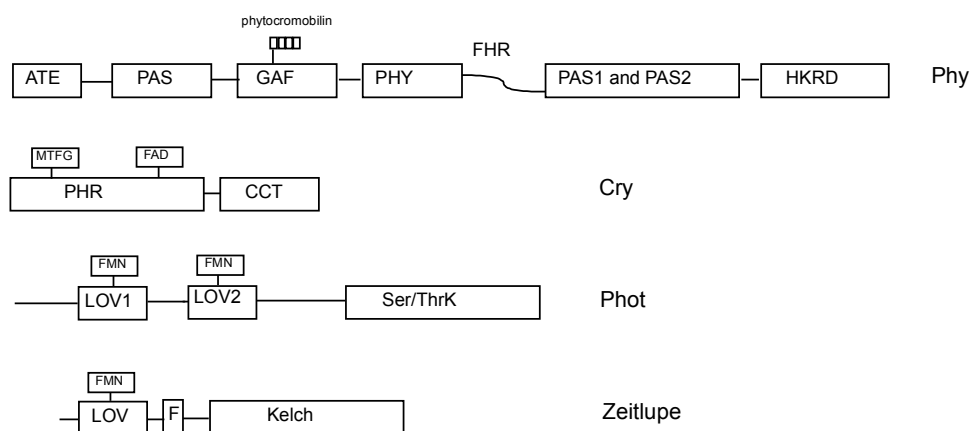 phytocromobilin
FHR
ATE PAS GAF PHY PAS1 and PAS2 HKRD Phy
MTFG FAD
PHR CCT Cry
FMN FMN
LOV1 LOV2 Ser/ThrK Phot
FMN
LOV F Kelch Zeitlupe